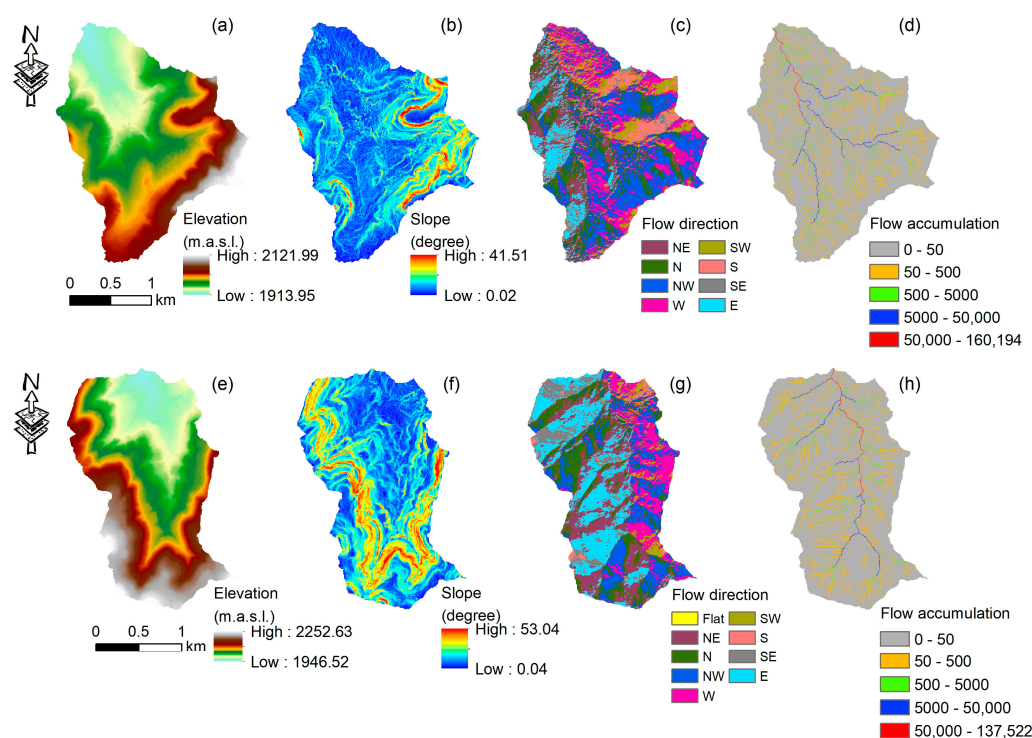 N
(a)
(b)
(c)
(d)
Elevation
(m.a.s.l.)
High : 2121.99
Low : 1913.95
0 0.5 1
km
Slope
(degree)
High : 41.51
Low : 0.02
Flow direction
NE SW
N S
NW SE
W E
Flow accumulation
0 - 50
50 - 500
500 - 5000
5000 - 50,000
50,000 - 160,194
N
(e)
(f)
(g)
(h)
Elevation
(m.a.s.l.)
High : 2252.63
Low : 1946.52
0 0.5 1
km
Slope
(degree)
High : 53.04
Low : 0.04
Flow direction
Flat SW
NE S
N SE
NW E
W
Flow accumulation
0 - 50
50 - 500
500 - 5000
5000 - 50,000
50,000 - 137,522